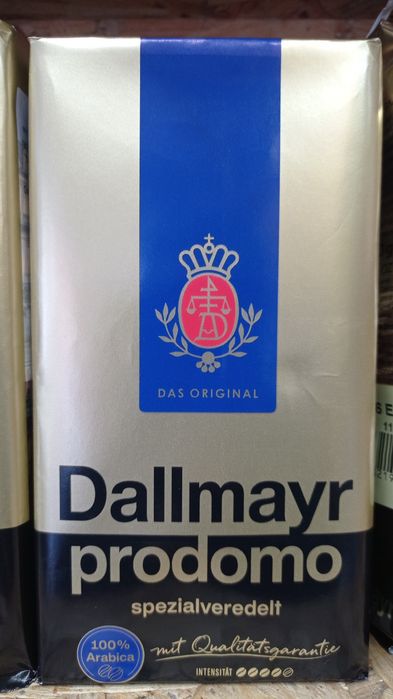 DAS ORIGINAL
Dallmayr
prodomo
spezialveredelt
100%
Arabica
mit Qualitätsgarantie
INTENSITÄT